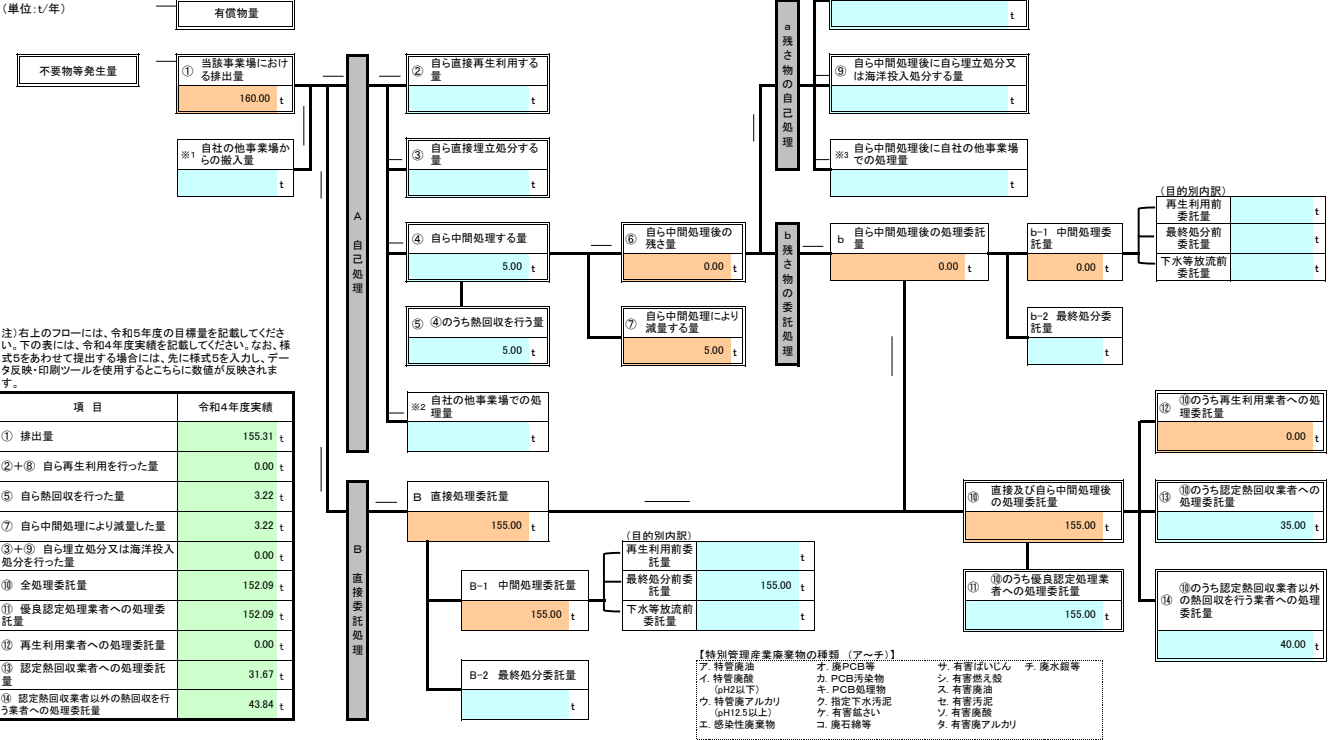 (単位:t/年)
有償物量
不要物等発生量
① 当該事業場におけ
る排出量
160.00 t
※1 自社の他事業場か
らの搬入量
t
A 自己処理
② 自ら直接再生利用する
量
t
③ 自ら直接埋立処分する
量
t
④ 自ら中間処理する量
5.00 t
⑤ ④のうち熱回収を行う量
5.00 t
※2 自社の他事業場での処
理量
t
⑥ 自ら中間処理後の
残さ量
0.00 t
⑦ 自ら中間処理により
減量する量
5.00 t
a 残さ物の自己処理
t
⑨ 自ら中間処理後に自ら埋立処分又
は海洋投入処分する量
t
※3 自ら中間処理後に自社の他事業場
での処理量
t
b 残さ物の委託処理
b 自ら中間処理後の処理委託
量
0.00 t
b-1 中間処理委
託量
0.00 t
b-2 最終処分委
託量
t
(目的別内訳)
再生利用前
委託量
t
最終処分前
委託量
t
下水等放流前
委託量
t
注)右上のフローには、令和5年度の目標量を記載してくださ
い。下の表には、令和4年度実績を記載してください。なお、様
式5をあわせて提出する場合には、先に様式5を入力し、デー
タ反映・印刷ツールを使用するとこちらに数値が反映されま
す。
項 目 令和4年度実績
① 排出量 155.31 t
②+⑧ 自ら再生利用を行った量 0.00 t
⑤ 自ら熱回収を行った量 3.22 t
⑦ 自ら中間処理により減量した量 3.22 t
③+⑨ 自ら埋立処分又は海洋投入
処分を行った量 0.00 t
⑩ 全処理委託量 152.09 t
⑪ 優良認定処理業者への処理委
託量 152.09 t
⑫ 再生利用業者への処理委託量 0.00 t
⑬ 認定熱回収業者への処理委託
量 31.67 t
⑭ 認定熱回収業者以外の熱回収を行
う業者への処理委託量 43.84 t
B 直接委託処理
B 直接処理委託量
155.00 t
B-1 中間処理委託量
155.00 t
B-2 最終処分委託量
t
(目的別内訳)
再生利用前委
託量
t
最終処分前委
託量
155.00 t
下水等放流前
委託量
t
⑩ 直接及び自ら中間処理後
の処理委託量
155.00 t
⑪ ⑩のうち優良認定処理業
者への処理委託量
155.00 t
⑫ ⑩のうち再生利用業者への処
理委託量
0.00 t
⑬ ⑩のうち認定熱回収業者への
処理委託量
35.00 t
⑭ ⑩のうち認定熱回収業者以外
の熱回収を行う業者への処理
委託量
40.00 t
【特別管理産業廃棄物の種類 (ア~チ)】
ア. 特管廃油 オ. 廃PCB等 サ. 有害ばいじん チ. 廃水銀等
イ. 特管廃酸 カ. PCB汚染物 シ. 有害燃え殻
(pH2以下) キ. PCB処理物 ス. 有害廃油
ウ. 特管廃アルカリ ク. 指定下水汚泥 セ. 有害汚泥
(pH12.5以上) ケ. 有害鉱さい ソ. 有害廃酸
エ. 感染性廃棄物 コ. 廃石綿等 タ. 有害廃アルカリ